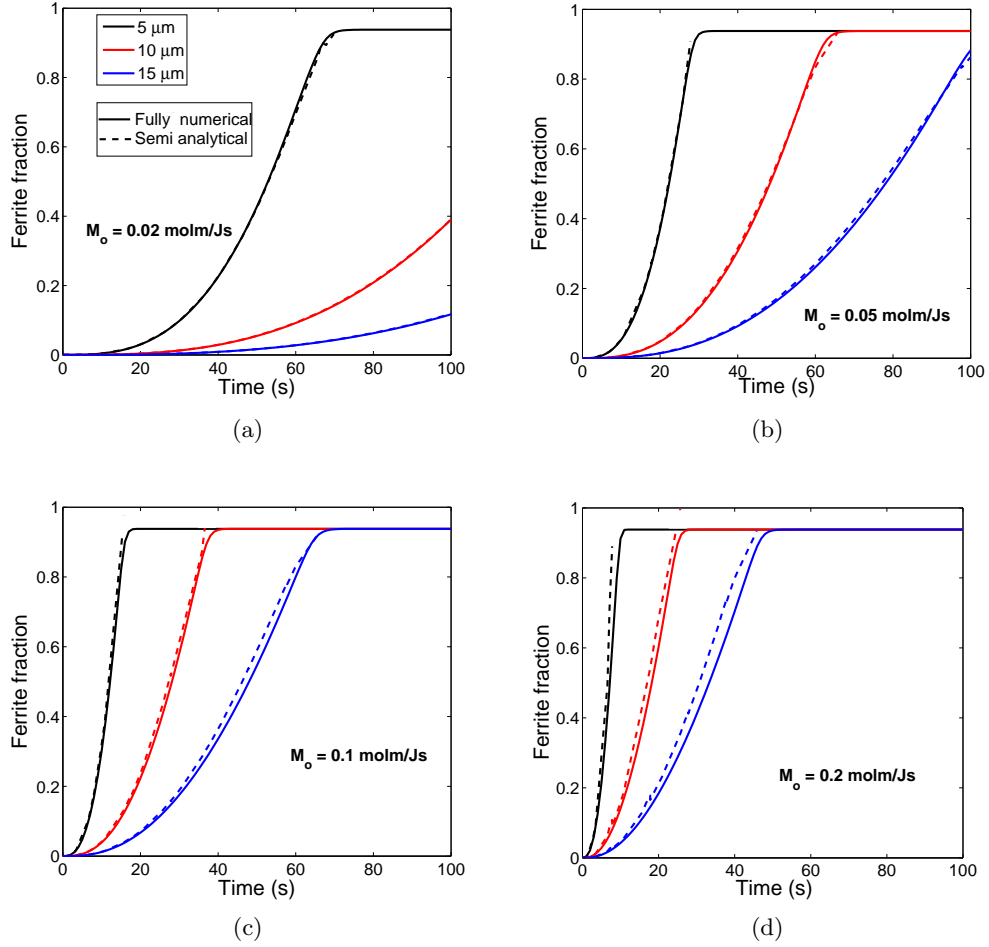 1
0.8
0.6
0.4
0.2
0
Ferrite fraction
5 μm
10 μm
15 μm
Fully numerical
Semi analytical
M_o = 0.02 molm/Js
0 20 40 60 80 100
Time (s)
(a)
1
0.8
0.6
0.4
0.2
0
Ferrite fraction
M_o = 0.05 molm/Js
0 20 40 60 80 100
Time (s)
(b)
1
0.8
0.6
0.4
0.2
0
Ferrite fraction
M_o = 0.1 molm/Js
0 20 40 60 80 100
Time (s)
(c)
1
0.8
0.6
0.4
0.2
0
Ferrite fraction
M_o = 0.2 molm/Js
0 20 40 60 80 100
Time (s)
(d)